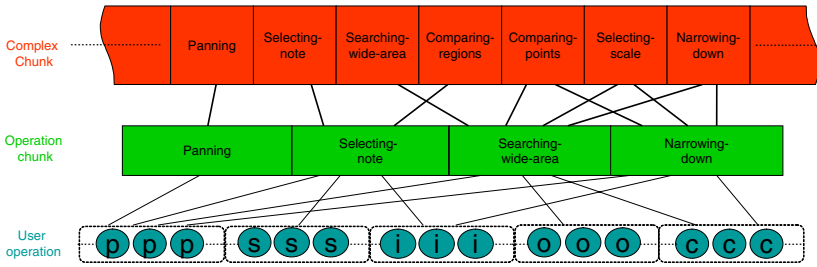 Complex
Chunk
Panning
Selecting-
note
Searching-
wide-area
Comparing-
regions
Comparing-
points
Selecting-
scale
Narrowing-
down
Operation
chunk
Panning
Selecting-
note
Searching-
wide-area
Narrowing-
down
User
operation
p p p
s s s
i i i
o o o
c c c